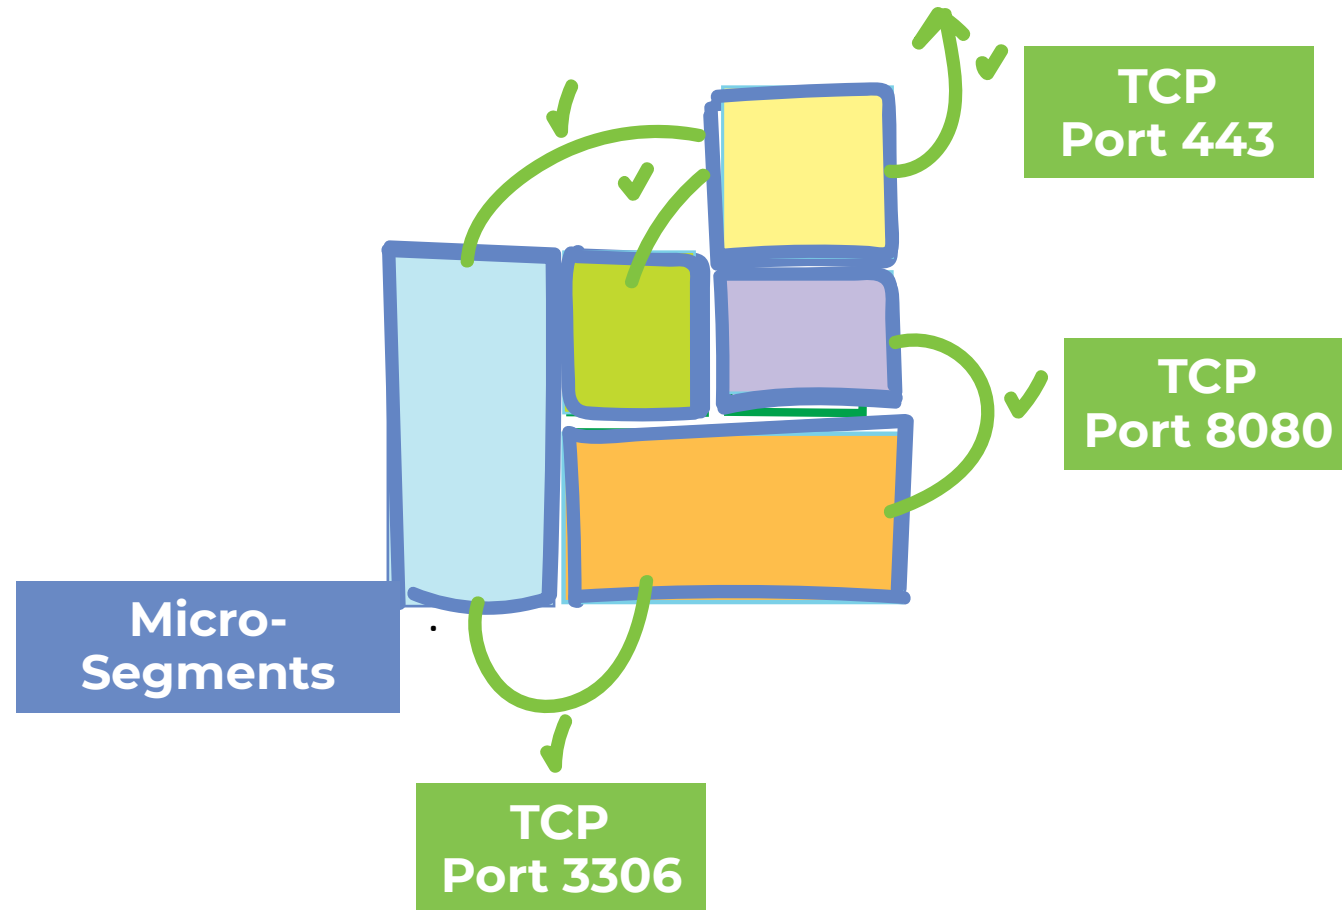 TCP
Port 443
TCP
Port 8080
Micro-
Segments
TCP
Port 3306